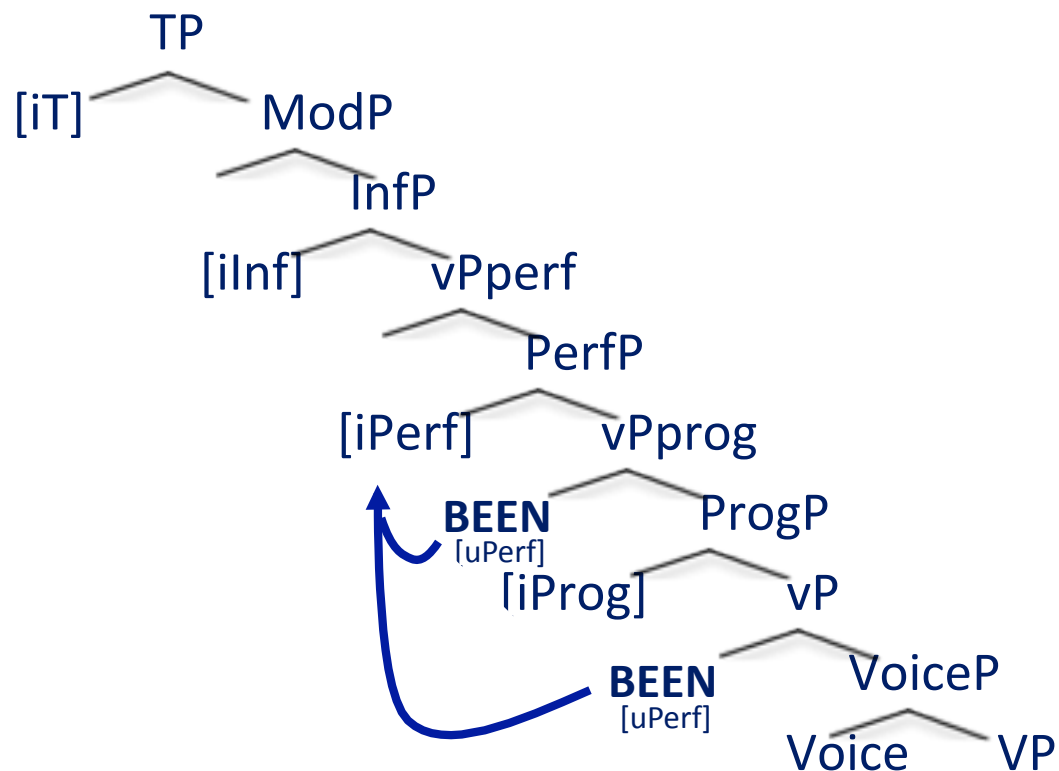 TP
[iT]
ModP
InfP
[iInf]
vPperf
PerfP
[iPerf]
vPprog
BEEN
[uPerf]
ProgP
[iProg]
vP
BEEN
[uPerf]
VoiceP
Voice
VP